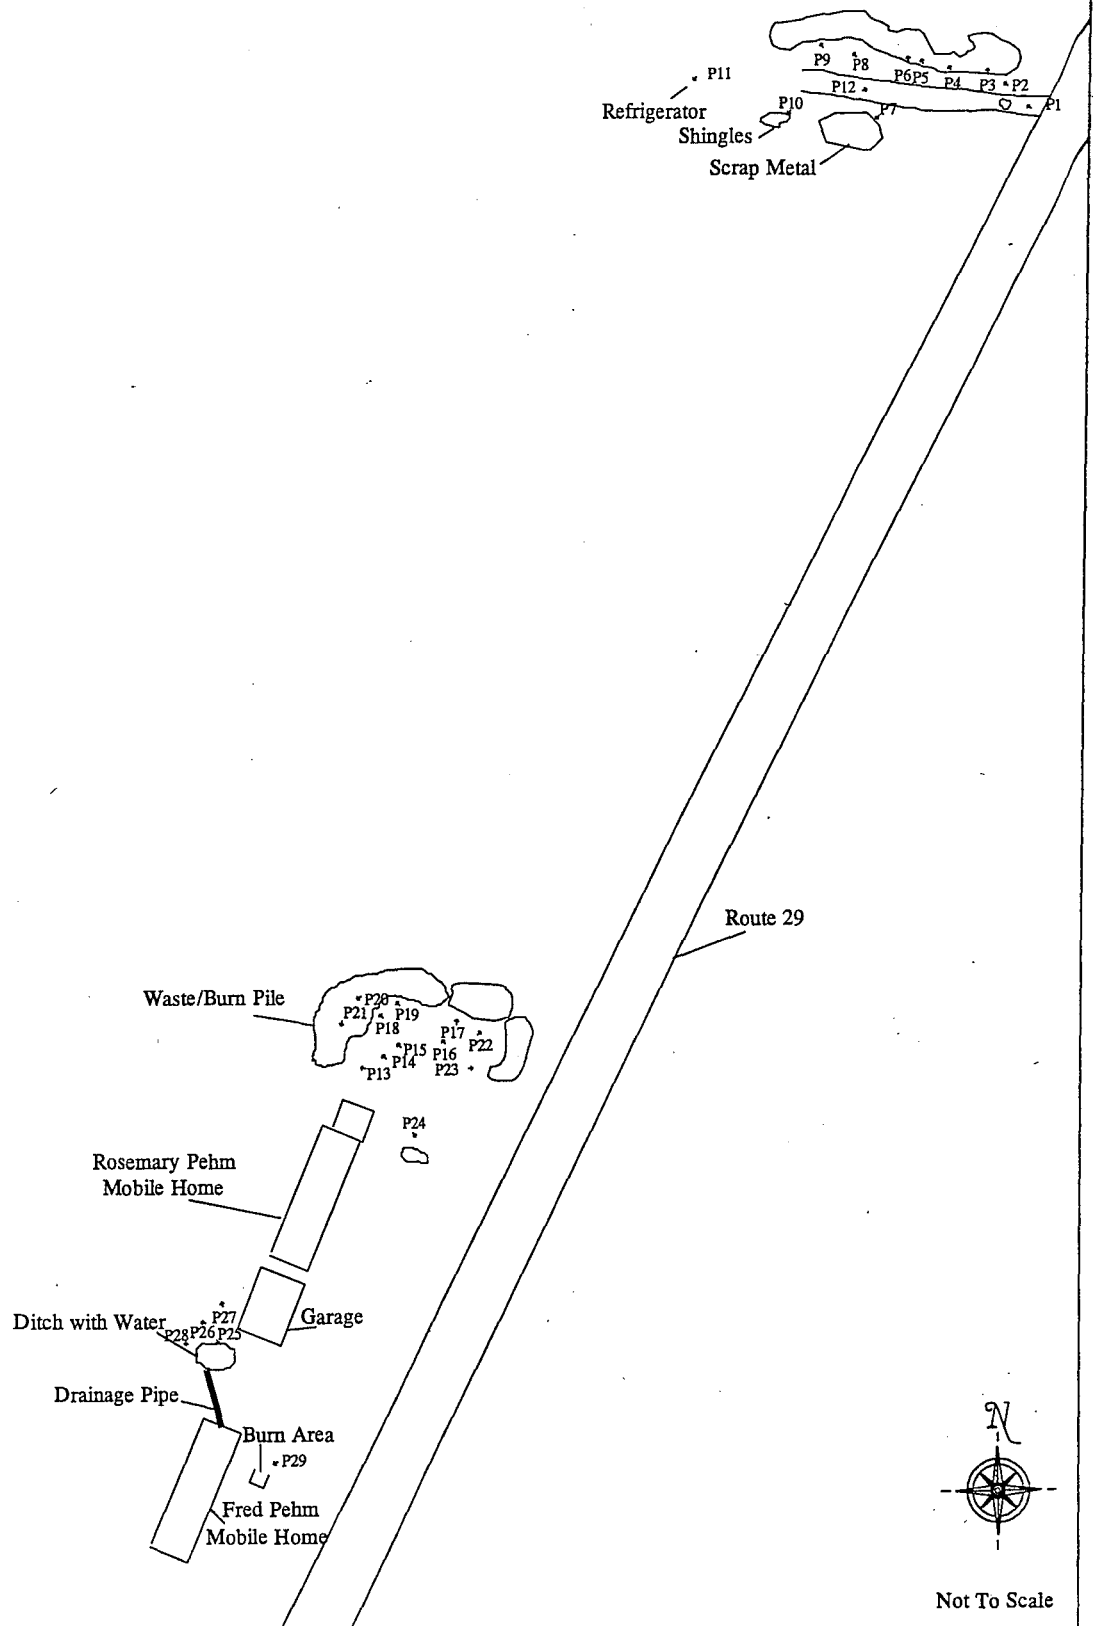 P9
P8
P6
P5
P4
P3
P2
P1
P11
P12
P10
P7
Refrigerator
Shingles
Scrap Metal
Route 29
Waste/Burn Pile
P20
P19
P21
P18
P17
P22
P15
P16
P14
P23
P13
P24
Rosemary Pehm
Mobile Home
P27
Ditch with Water
P26
P25
P28
Garage
Drainage Pipe
Burn Area
P29
Fred Pehm
Mobile Home
N
Not To Scale